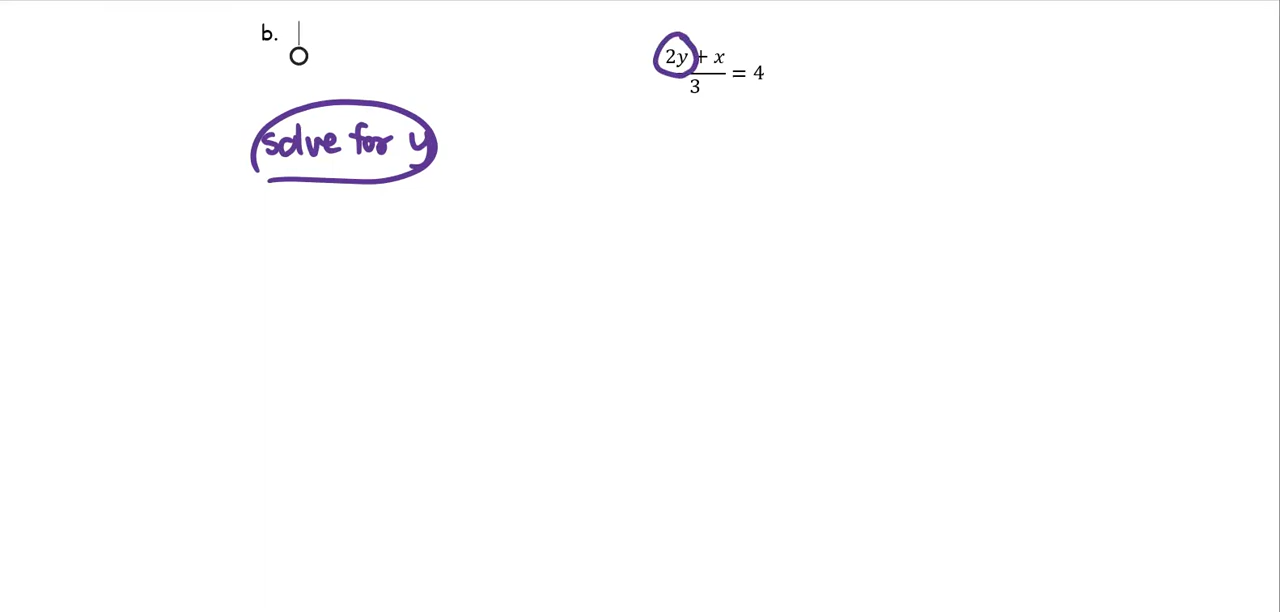 b.
2y + x
3
= 4
solve for y